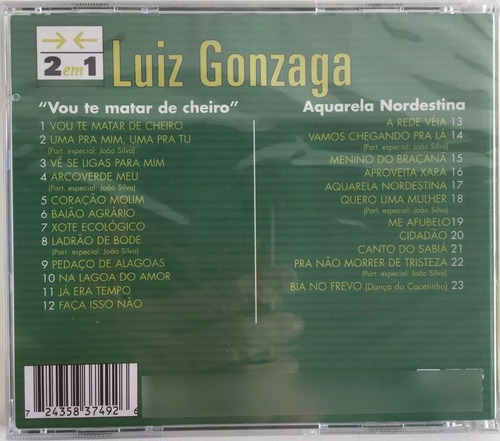 2 em 1
Luiz Gonzaga
"Vou te matar de cheiro"
1 VOU TE MATAR DE CHEIRO
2 UMA PRA MIM, UMA PRA TU
(Part. especial: João Silva)
3 VÊ SE LIGAS PARA MIM
4 ARCOVERDE MEU
(Part. especial: João Silva)
5 CORAÇÃO MOLIM
6 BAIÃO AGRÁRIO
7 XOTE ECOLÓGICO
8 LADRÃO DE BODE
(Part. especial: João Silva)
9 PEDAÇO DE ALAGOAS
10 NA LAGOA DO AMOR
11 JÁ ERA TEMPO
12 FAÇA ISSO NÃO
Aquarela Nordestina
A REDE VÉIA 13
VAMOS CHEGANDO PRA LÁ 14
(Part. especial: João Silva)
MENINO DO BRAÇANÃ 15
APROVEITA XARÁ 16
AQUARELA NORDESTINA 17
QUERO UMA MULHER 18
(Part. especial: João Silva)
ME AFUBELO 19
CIDADÃO 20
CANTO DO SABIÁ 21
PRA NÃO MORRER DE TRISTEZA 22
(Part. especial: João Silva)
BIA NO FREVO (Dança do Cacetinho) 23
7 24358 37492 6